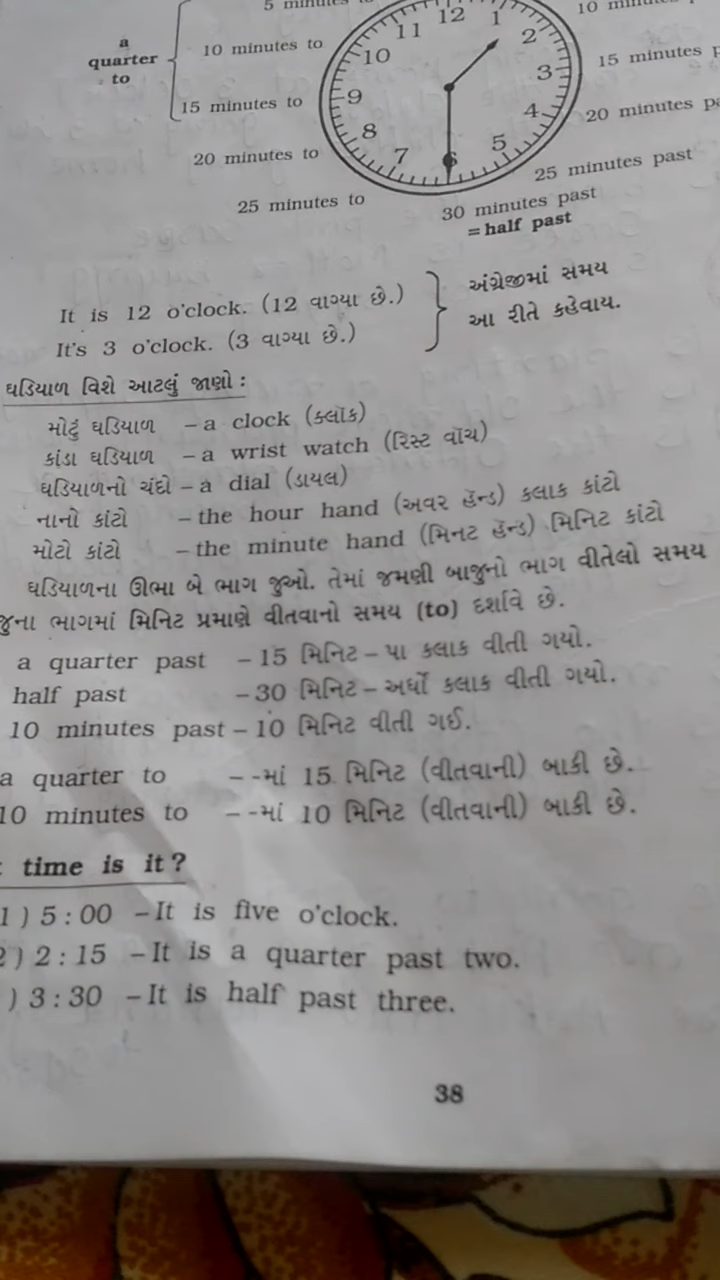 5 minutes
10 minutes
a
quarter
to
10 minutes to
15 minutes
15 minutes to
20 minutes
20 minutes to
25 minutes past
25 minutes to
30 minutes past
=half past
12
1
2
3
4
5
6
7
8
9
10
11
It is 12 o'clock. (12 વાગ્યા છે.)
It's 3 o'clock. (3 વાગ્યા છે.)
અંગ્રેજીમાં સમય
આ રીતે કહેવાય.
ઘડિયાળ વિશે આટલું જાણો :
મોટું ઘડિયાળ – a clock (ક્લૉક)
કાંડા ઘડિયાળ – a wrist watch (રિસ્ટ વૉચ)
ઘડિયાળનો ચંદો – a dial (ડાયલ)
નાનો કાંટો – the hour hand (અવર હૅન્ડ) કલાક કાંટો
મોટો કાંટો – the minute hand (મિનટ હૅન્ડ) મિનિટ કાંટો
ઘડિયાળના ઊભા બે ભાગ જુઓ. તેમાં જમણી બાજુનો ભાગ વીતેલો સમય
જુના ભાગમાં મિનિટ પ્રમાણે વીતવાનો સમય (to) દર્શાવે છે.
a quarter past – 15 મિનિટ – પા કલાક વીતી ગયો.
half past – 30 મિનિટ – અર્ધો કલાક વીતી ગયો.
10 minutes past – 10 મિનિટ વીતી ગઈ.
a quarter to – -માં 15 મિનિટ (વીતવાની) બાકી છે.
10 minutes to – -માં 10 મિનિટ (વીતવાની) બાકી છે.
time is it?
1) 5 : 00 – It is five o'clock.
2) 2 : 15 – It is a quarter past two.
) 3 : 30 – It is half past three.
38